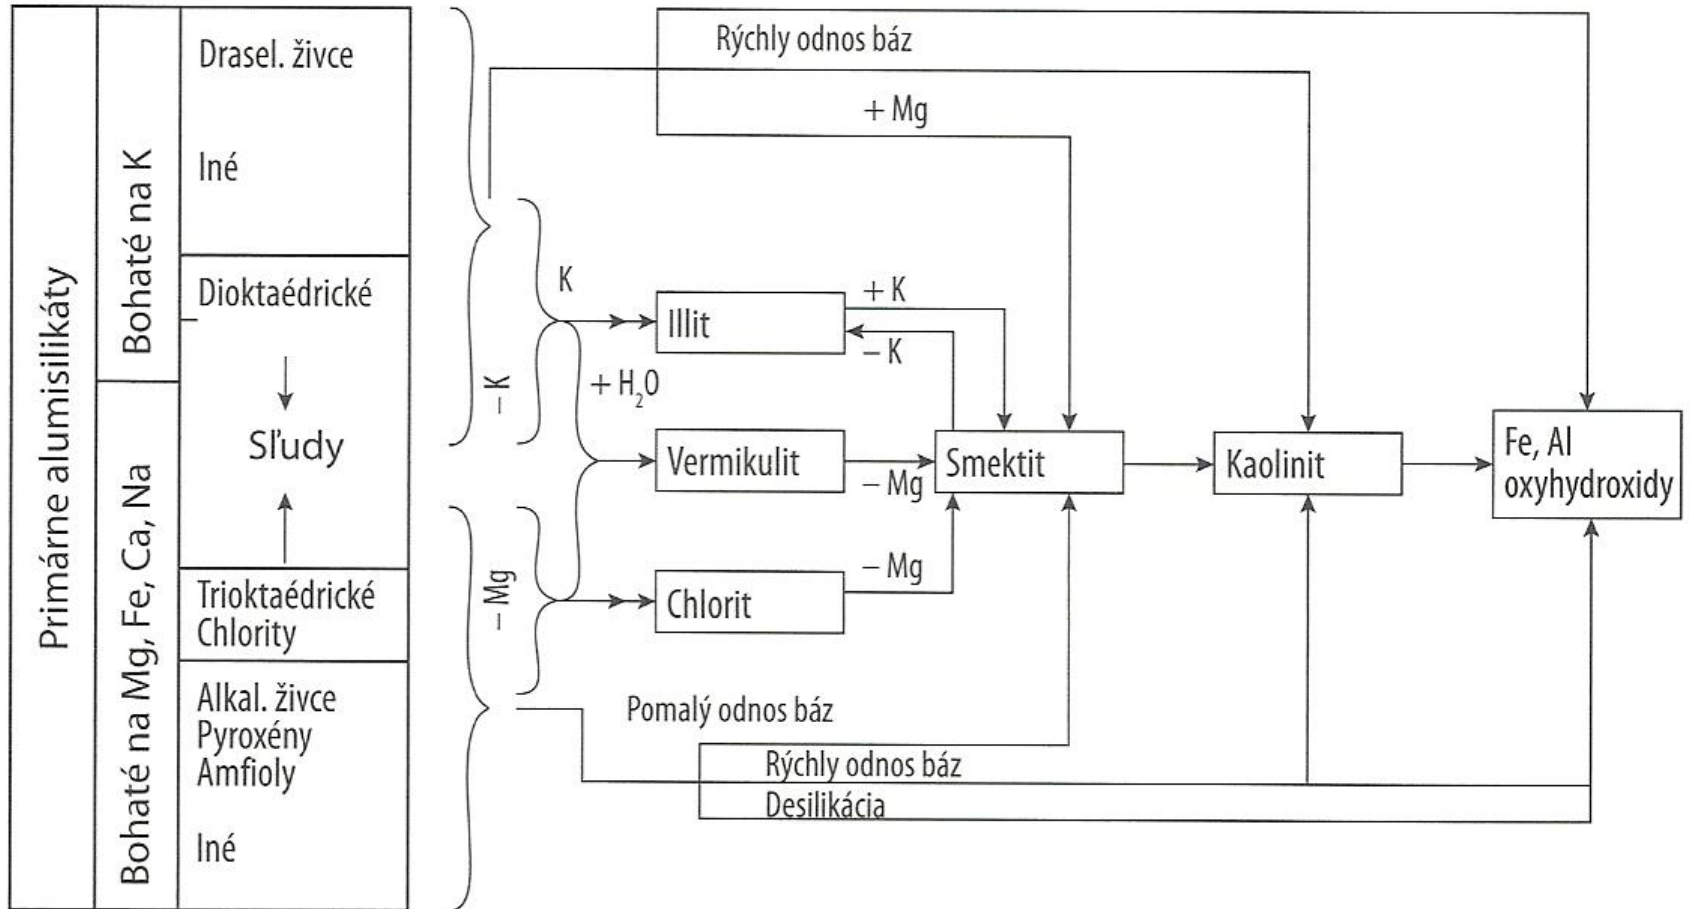 Primárne alumisilikáty
Bohaté na K
Bohaté na Mg, Fe, Ca, Na
Drasel. živce
Iné
Dioktaédrické
Sľudy
Trioktaédrické
Chlority
Alkal. živce
Pyroxény
Amfioly
Iné
– K
– Mg
K
+ H₂O
Rýchly odnos báz
+ Mg
Illit
+ K
– K
Vermikulit
– Mg
Smektit
Kaolinit
Fe, Al
oxyhydroxidy
Chlorit
– Mg
Pomalý odnos báz
Rýchly odnos báz
Desilikácia